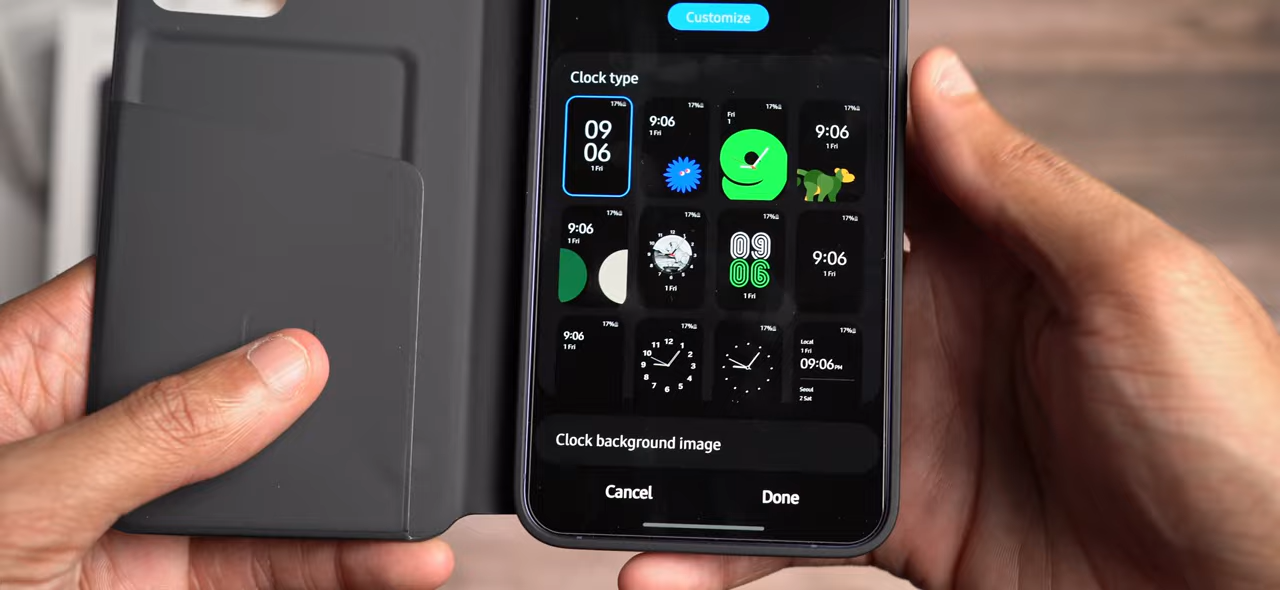 Customize
Clock type
17%
09
06
1 Fri
17%
9:06
1 Fri
17%
Fri
1
9
17%
9:06
1 Fri
17%
9:06
1 Fri
17%
1 Fri
17%
09
06
1 Fri
17%
9:06
1 Fri
17%
9:06
1 Fri
17%
11 12 1
10 2
9 3
8 4
7 6 5
17%
17%
Local
1 Fri
09:06PM
Seoul
2 Sat
Clock background image
Cancel
Done